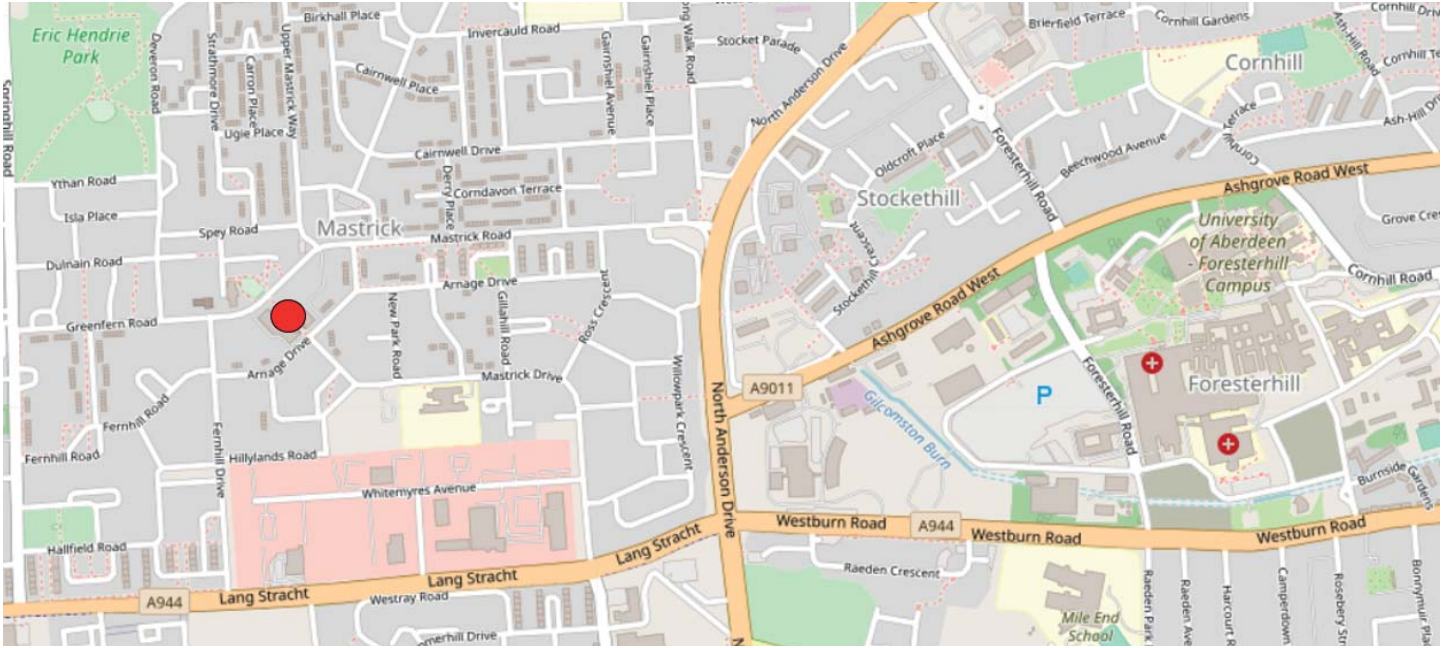 Birkhall Place
Invercauld Road
Stocket Parade
Brierfield Terrace
Cornhill Gardens
Ash-Hill Road
Eric Hendrie
Park
Deveron Road
Strathmore Drive
Carron Place
Upper Mastrick Way
Cairnwell Place
Gairnshiel Avenue
Gairnshiel Place
North Anderson Drive
Cornhill
Springhill Road
Ugie Place
Cairnwell Drive
Oldcroft Place
Foresterhill Road
Beechwood Avenue
Cornhill Terrace
Ythan Road
Derry Place
Corndavon Terrace
Stockethill
Ashgrove Road West
Isla Place
Spey Road
Mastrick
Mastrick Road
Stockethill Crescent
University
of Aberdeen
- Foresterhill
Campus
Dulnain Road
Arnage Drive
Cornhill Road
Greenfern Road
New Park Road
Gillahill Road
Ross Crescent
Ashgrove Road West
Arnage Drive
Mastrick Drive
Willowpark Crescent
North Anderson Drive
A9011
P
Foresterhill Road
Foresterhill
Fernhill Road
Gilcomston Burn
Fernhill Road
Fernhill Drive
Hillylands Road
Whitemyres Avenue
Burnside Gardens
Hallfield Road
Westburn Road
A944
Westburn Road
Westburn Road
Lang Stracht
Lang Stracht
Lang Stracht
A944
Westray Road
Raeden Crescent
Mile End
School
Raeden Park
Raeden Ave
Harcourt R
Camperdown
Rosebery Str
Bonnymuir Plac
omerhill Drive